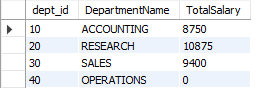 dept_id DepartmentName TotalSalary
10 ACCOUNTING 8750
20 RESEARCH 10875
30 SALES 9400
40 OPERATIONS 0